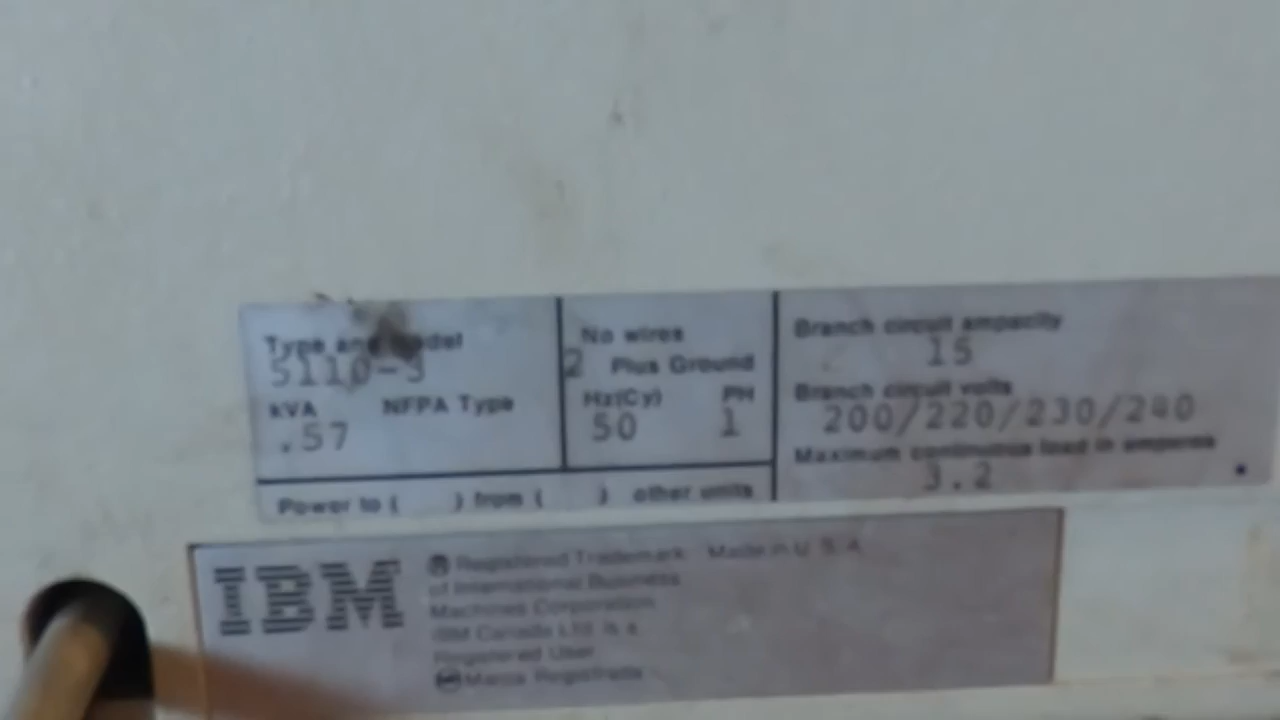 Type and Model
5110-3
kVA NFPA Type
.57
No wires
2 Plus Ground
Hz(Cy) PH
50 1
Branch circuit ampacity
15
Branch circuit volts
200/220/230/240
Maximum continuous load in amperes
3.2
Power to ( ) from ( ) other units
IBM
® Registered Trademark Made in U. S. A.
of International Business
Machines Corporation
IBM Canada Ltd. is a
Registered User
Marca Registrada